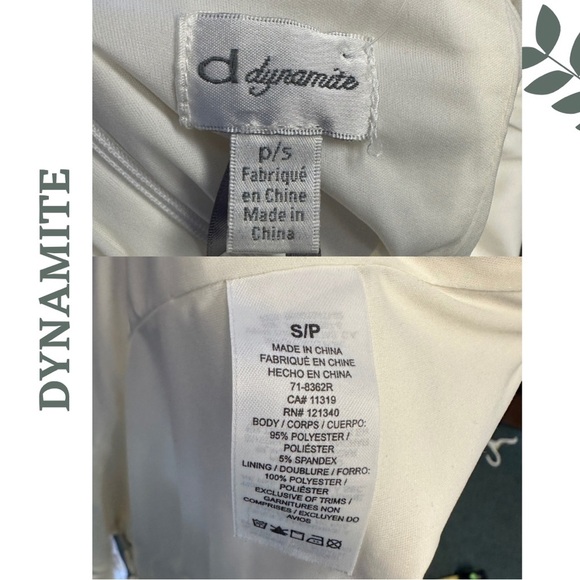 DYNAMITE
d dynamite
p/s
Fabriqué
en Chine
Made in
China
S/P
MADE IN CHINA
FABRIQUÉ EN CHINE
HECHO EN CHINA
71-8362R
CA# 11319
RN# 121340
BODY / CORPS / CUERPO:
95% POLYESTER /
POLIÉSTER
5% SPANDEX
LINING / DOUBLURE / FORRO:
100% POLYESTER /
POLIÉSTER
EXCLUSIVE OF TRIMS /
GARNITURES NON
COMPRISES / EXCLUYEN DO
AVIOS